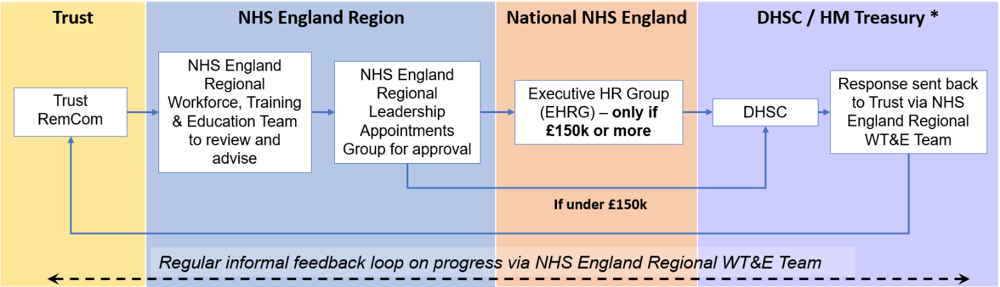 Trust
NHS England Region
National NHS England
DHSC / HM Treasury *
Trust
RemCom
NHS England
Regional
Workforce, Training
& Education Team
to review and
advise
NHS England
Regional
Leadership
Appointments
Group for approval
Executive HR Group
(EHRG) – only if
£150k or more
DHSC
Response sent back
to Trust via NHS
England Regional
WT&E Team
If under £150k
Regular informal feedback loop on progress via NHS England Regional WT&E Team